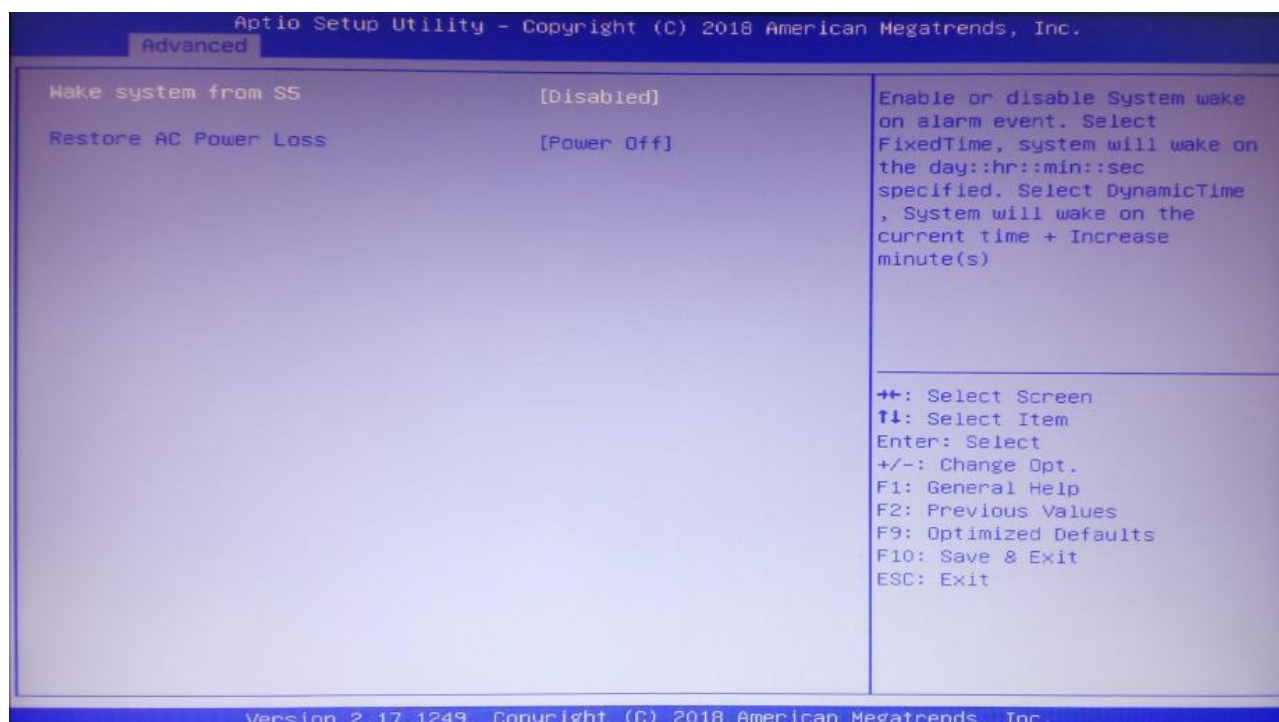 Aptio Setup Utility – Copyright (C) 2018 American Megatrends, Inc.
Advanced
Wake system from S5 [Disabled]
Restore AC Power Loss [Power Off]
Enable or disable System wake
on alarm event. Select
FixedTime, system will wake on
the day::hr::min::sec
specified. Select DynamicTime
, System will wake on the
current time + Increase
minute(s)
→←: Select Screen
↑↓: Select Item
Enter: Select
+/-: Change Opt.
F1: General Help
F2: Previous Values
F9: Optimized Defaults
F10: Save & Exit
ESC: Exit
Version 2.17.1249. Copyright (C) 2018 American Megatrends, Inc.